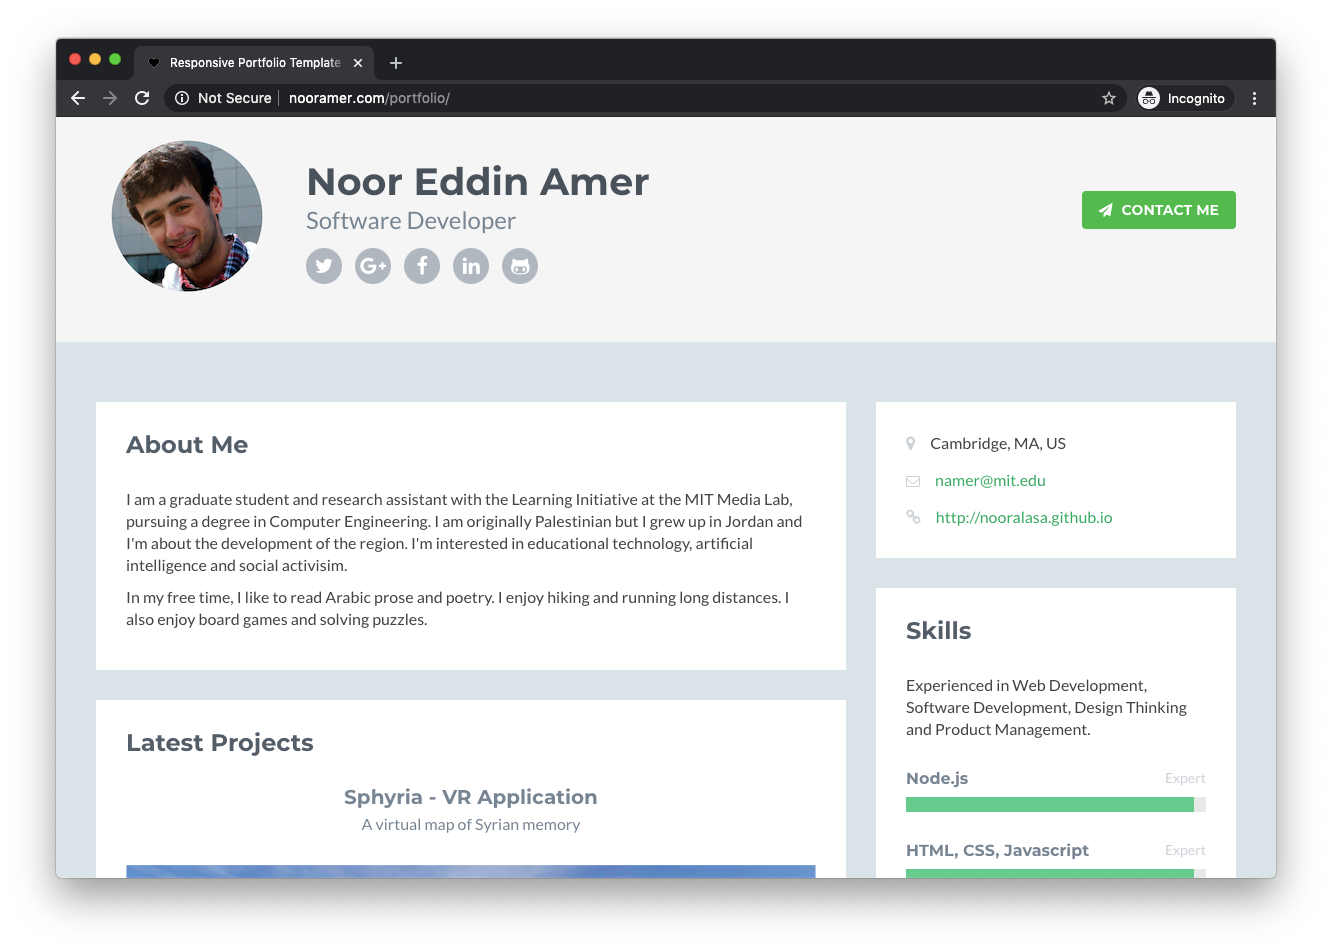 Responsive Portfolio Template
Not Secure
nooramer.com/portfolio/
Incognito
Noor Eddin Amer
Software Developer
CONTACT ME
About Me
I am a graduate student and research assistant with the Learning Initiative at the MIT Media Lab,
pursuing a degree in Computer Engineering. I am originally Palestinian but I grew up in Jordan and
I'm about the development of the region. I'm interested in educational technology, artificial
intelligence and social activisim.
In my free time, I like to read Arabic prose and poetry. I enjoy hiking and running long distances. I
also enjoy board games and solving puzzles.
Latest Projects
Sphyria - VR Application
A virtual map of Syrian memory
Cambridge, MA, US
namer@mit.edu
http://nooralasa.github.io
Skills
Experienced in Web Development,
Software Development, Design Thinking
and Product Management.
Node.js Expert
HTML, CSS, Javascript Expert